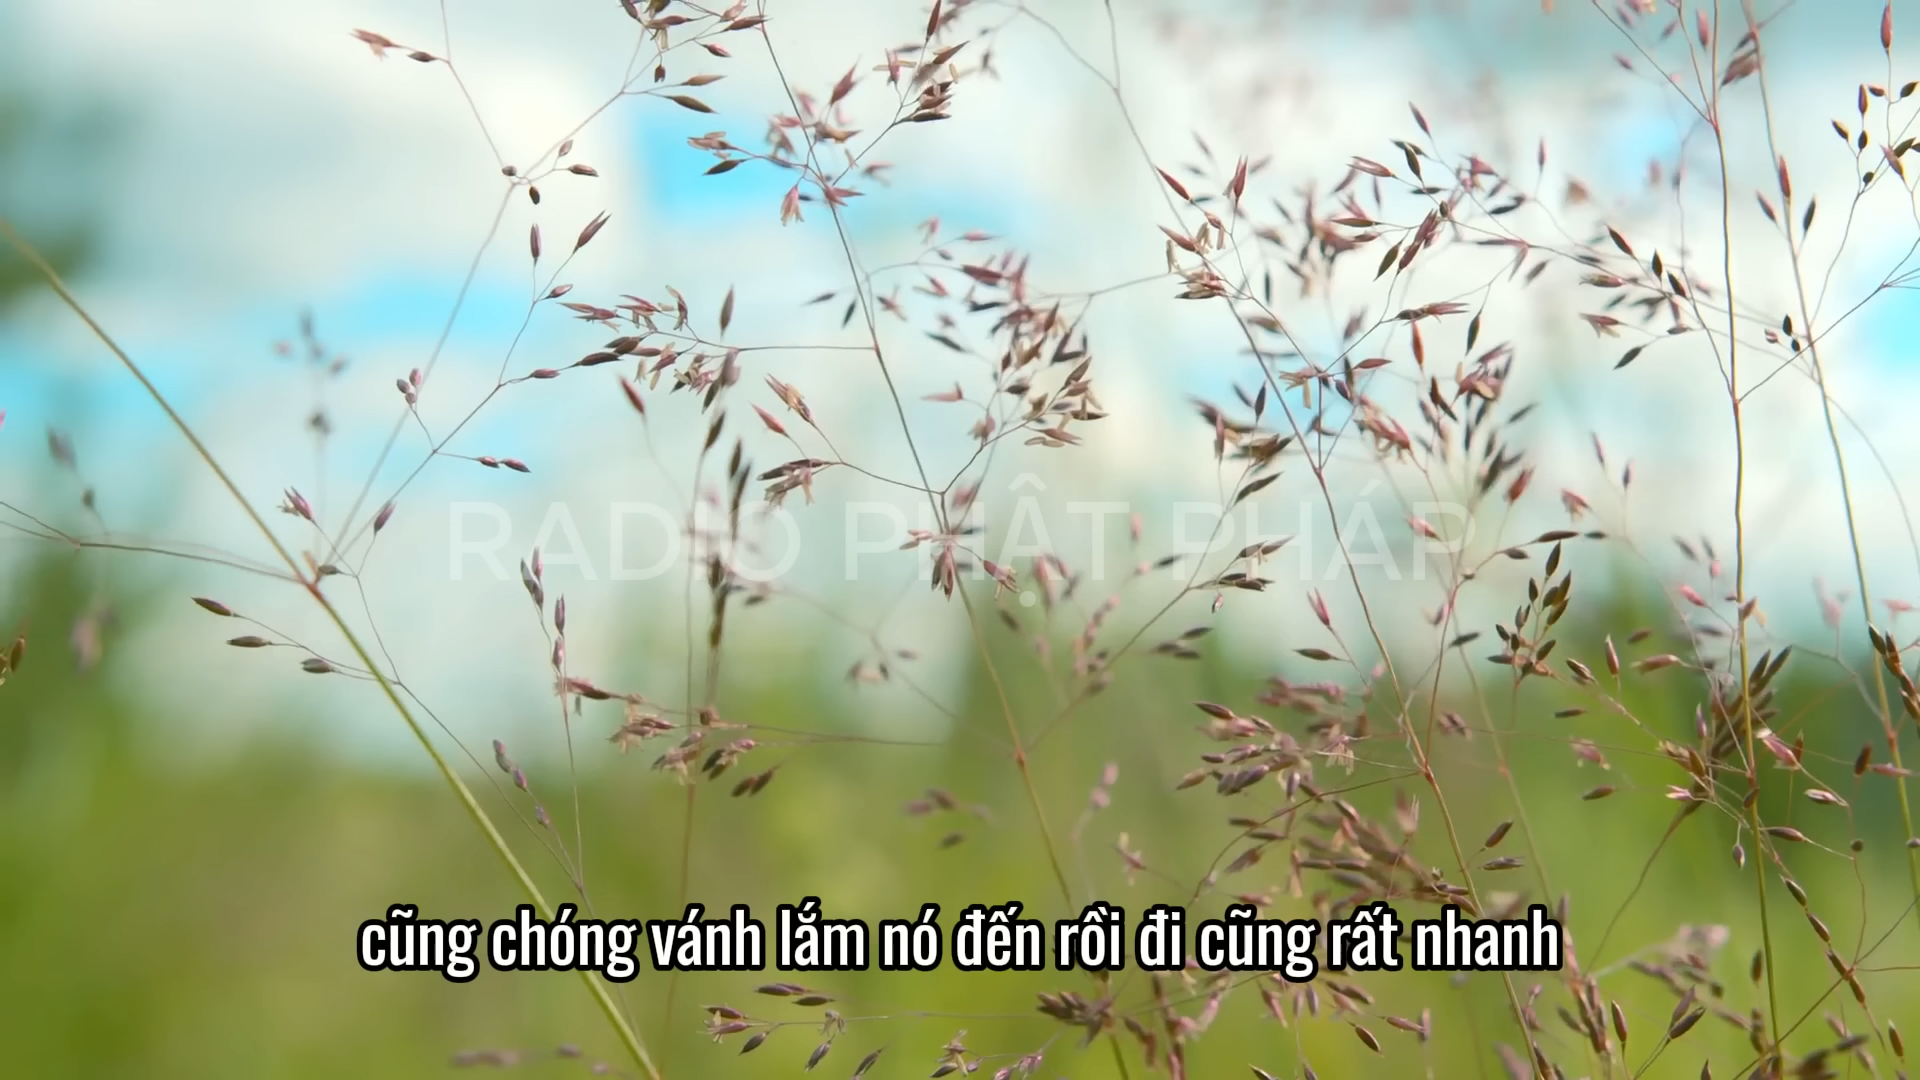 RADIO PHẬT PHÁP
cũng chóng vánh lắm nó đến rồi đi cũng rất nhanh